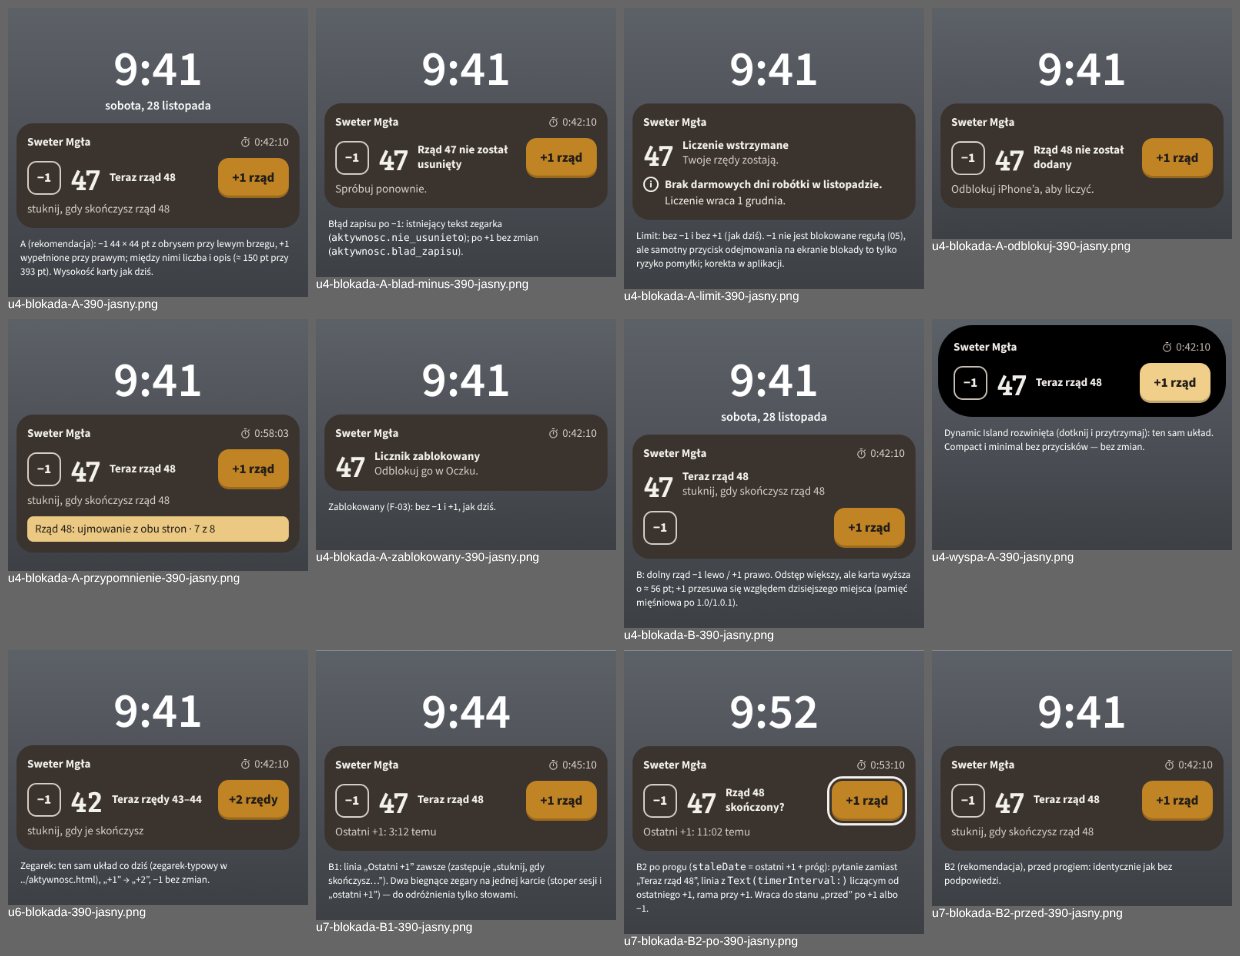 9:41
sobota, 28 listopada
Sweter Mgła
0:42:10
−1
47
Teraz rząd 48
+1 rząd
stuknij, gdy skończysz rząd 48
A (rekomendacja): −1 44 × 44 pt z obrysem przy lewym brzegu, +1
wypełnione przy prawym; między nimi liczba i opis (≈ 150 pt przy
393 pt). Wysokość karty jak dziś.
u4-blokada-A-390-jasny.png
9:41
Sweter Mgła
0:42:10
−1
47
Rząd 47 nie został
usunięty
+1 rząd
Spróbuj ponownie.
Błąd zapisu po −1: istniejący tekst zegarka
(aktywnosc.nie_usunieto); po +1 bez zmian
(aktywnosc.blad_zapisu).
u4-blokada-A-blad-minus-390-jasny.png
9:41
Sweter Mgła
47
Liczenie wstrzymane
Twoje rzędy zostają.
Brak darmowych dni robótki w listopadzie.
Liczenie wraca 1 grudnia.
Limit: bez −1 i bez +1 (jak dziś). −1 nie jest blokowane regułą (05),
ale samotny przycisk odejmowania na ekranie blokady to tylko
ryzyko pomyłki; korekta w aplikacji.
u4-blokada-A-limit-390-jasny.png
9:41
Sweter Mgła
0:42:10
−1
47
Rząd 48 nie został
dodany
+1 rząd
Odblokuj iPhone'a, aby liczyć.
u4-blokada-A-odblokuj-390-jasny.png
9:41
Sweter Mgła
0:58:03
−1
47
Teraz rząd 48
+1 rząd
stuknij, gdy skończysz rząd 48
Rząd 48: ujmowanie z obu stron · 7 z 8
u4-blokada-A-przypomnienie-390-jasny.png
9:41
Sweter Mgła
0:42:10
47
Licznik zablokowany
Odblokuj go w Oczku.
Zablokowany (F-03): bez −1 i +1, jak dziś.
u4-blokada-A-zablokowany-390-jasny.png
9:41
sobota, 28 listopada
Sweter Mgła
0:42:10
47
Teraz rząd 48
stuknij, gdy skończysz rząd 48
−1
+1 rząd
B: dolny rząd −1 lewo / +1 prawo. Odstęp większy, ale karta wyższa
o ≈ 56 pt; +1 przesuwa się względem dzisiejszego miejsca (pamięć
mięśniowa po 1.0/1.0.1).
u4-blokada-B-390-jasny.png
Sweter Mgła
0:42:10
−1
47
Teraz rząd 48
+1 rząd
Dynamic Island rozwinięta (dotknij i przytrzymaj): ten sam układ.
Compact i minimal bez przycisków — bez zmian.
u4-wyspa-A-390-jasny.png
9:41
Sweter Mgła
0:42:10
−1
42
Teraz rzędy 43–44
+2 rzędy
stuknij, gdy je skończysz
Zegarek: ten sam układ co dziś (zegarek-typowy w
../aktywnosc.html), „+1” → „+2”, −1 bez zmian.
u6-blokada-390-jasny.png
9:44
Sweter Mgła
0:45:10
−1
47
Teraz rząd 48
+1 rząd
Ostatni +1: 3:12 temu
B1: linia „Ostatni +1” zawsze (zastępuje „stuknij, gdy
skończysz…”). Dwa biegnące zegary na jednej karcie (stoper sesji i
„ostatni +1”) — do odróżnienia tylko słowami.
u7-blokada-B1-390-jasny.png
9:52
Sweter Mgła
0:53:10
−1
47
Rząd 48
skończony?
+1 rząd
Ostatni +1: 11:02 temu
B2 po progu (staleDate = ostatni +1 + próg): pytanie zamiast
„Teraz rząd 48”, linia z Text(timerInterval:) liczącym od
ostatniego +1, rama przy +1. Wraca do stanu „przed” po +1 albo
−1.
u7-blokada-B2-po-390-jasny.png
9:41
Sweter Mgła
0:42:10
−1
47
Teraz rząd 48
+1 rząd
stuknij, gdy skończysz rząd 48
B2 (rekomendacja), przed progiem: identycznie jak bez
podpowiedzi.
u7-blokada-B2-przed-390-jasny.png